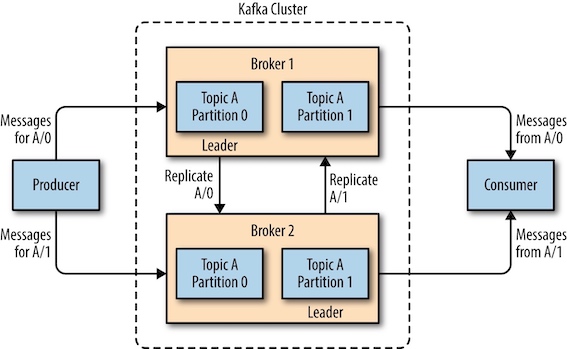 Kafka Cluster
Broker 1
Topic A
Partition 0
Topic A
Partition 1
Leader
Messages
for A/0
Producer
Messages
for A/1
Replicate
A/0
Replicate
A/1
Broker 2
Topic A
Partition 0
Topic A
Partition 1
Leader
Messages
from A/0
Consumer
Messages
from A/1